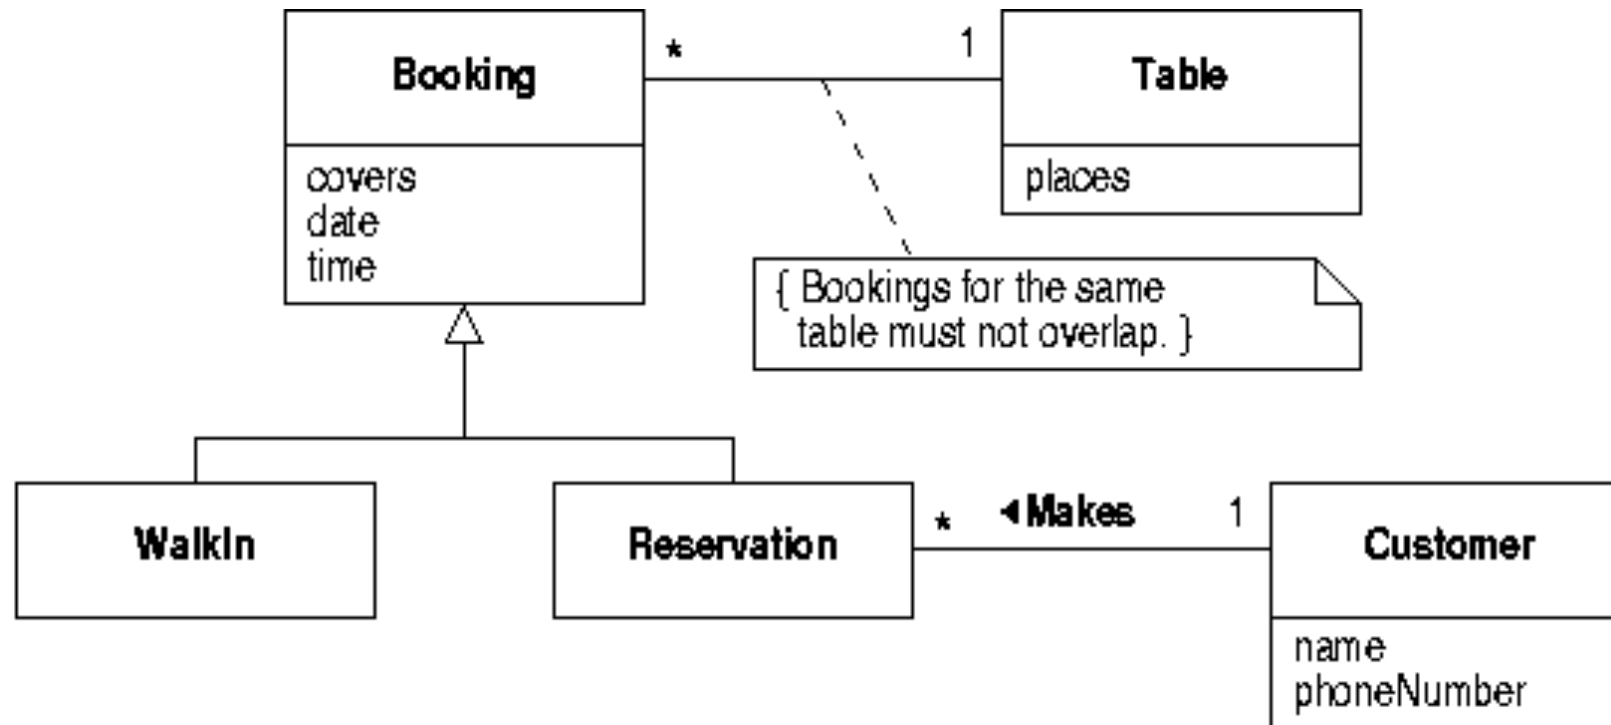 Booking
covers
date
time
*
1
Table
places
{ Bookings for the same
table must not overlap. }
WalkIn
Reservation
*
◄Makes
1
Customer
name
phoneNumber